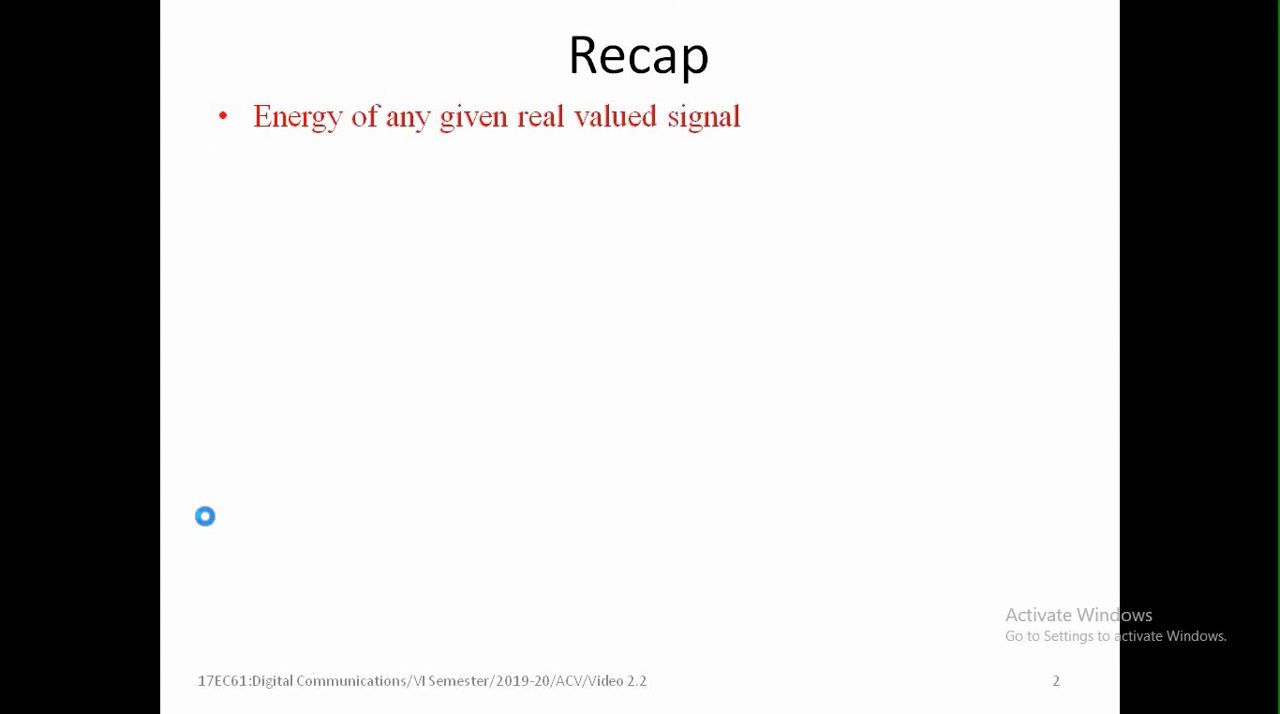 Recap
• Energy of any given real valued signal
Activate Windows
Go to Settings to activate Windows.
17EC61:Digital Communications/VI Semester/2019-20/ACV/Video 2.2
2